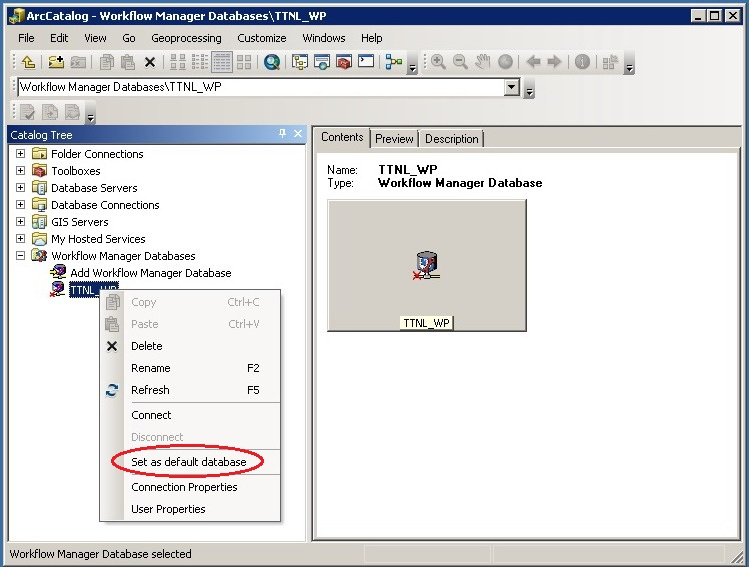 ArcCatalog - Workflow Manager Databases\TTNL_WP
File Edit View Go Geoprocessing Customize Windows Help
Workflow Manager Databases\TTNL_WP
Catalog Tree
Folder Connections
Toolboxes
Database Servers
Database Connections
GIS Servers
My Hosted Services
Workflow Manager Databases
Add Workflow Manager Database
TTNL_WP
Copy Ctrl+C
Paste Ctrl+V
Delete
Rename F2
Refresh F5
Connect
Disconnect
Set as default database
Connection Properties
User Properties
Contents Preview Description
Name: TTNL_WP
Type: Workflow Manager Database
TTNL_WP
Workflow Manager Database selected